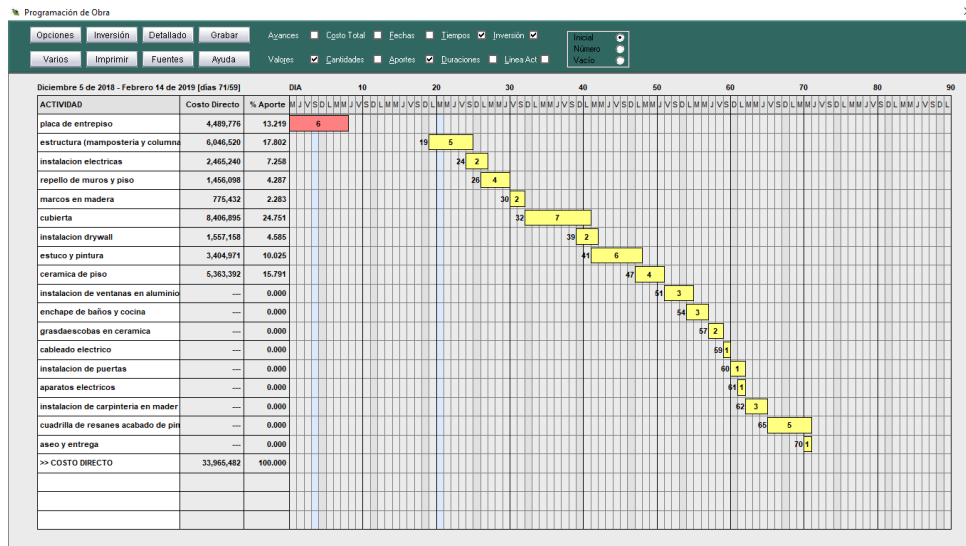 Programación de Obra
Opciones Inversión Detallado Grabar Avances Costo Total Fechas Tiempos Inversión Inicial
Número
Varios Imprimir Fuentes Ayuda Valores Cantidades Aportes Duraciones Linea Act Vacío
Diciembre 5 de 2018 - Febrero 14 de 2019 [días 71/59] DIA 10 20 30 40 50 60 70 80 90
ACTIVIDAD Costo Directo % Aporte M J V S D L M M J V S D L M M J V S D L M M J V S D L M M J V S D L M M J V S D L M M J V S D L M M J V S D L M M J V S D L M M J V S D L M M J V S D L M M J V S D L M M J V S D L
placa de entrepiso 4,489,776 13.219 6
estructura (mamposteria y columna 6,046,520 17.802 19 5
instalacion electricas 2,465,240 7.258 24 2
repello de muros y piso 1,456,098 4.287 26 4
marcos en madera 775,432 2.283 30 2
cubierta 8,406,895 24.751 32 7
instalacion drywall 1,557,158 4.585 39 2
estuco y pintura 3,404,971 10.025 41 6
ceramica de piso 5,363,392 15.791 47 4
instalacion de ventanas en aluminio --- 0.000 51 3
enchape de baños y cocina --- 0.000 54 3
grasdaescobas en ceramica --- 0.000 57 2
cableado electrico --- 0.000 59 1
instalacion de puertas --- 0.000 60 1
aparatos electricos --- 0.000 61 1
instalacion de carpinteria en mader --- 0.000 62 3
cuadrilla de resanes acabado de pin --- 0.000 65 5
aseo y entrega --- 0.000 70 1
>> COSTO DIRECTO 33,965,482 100.000